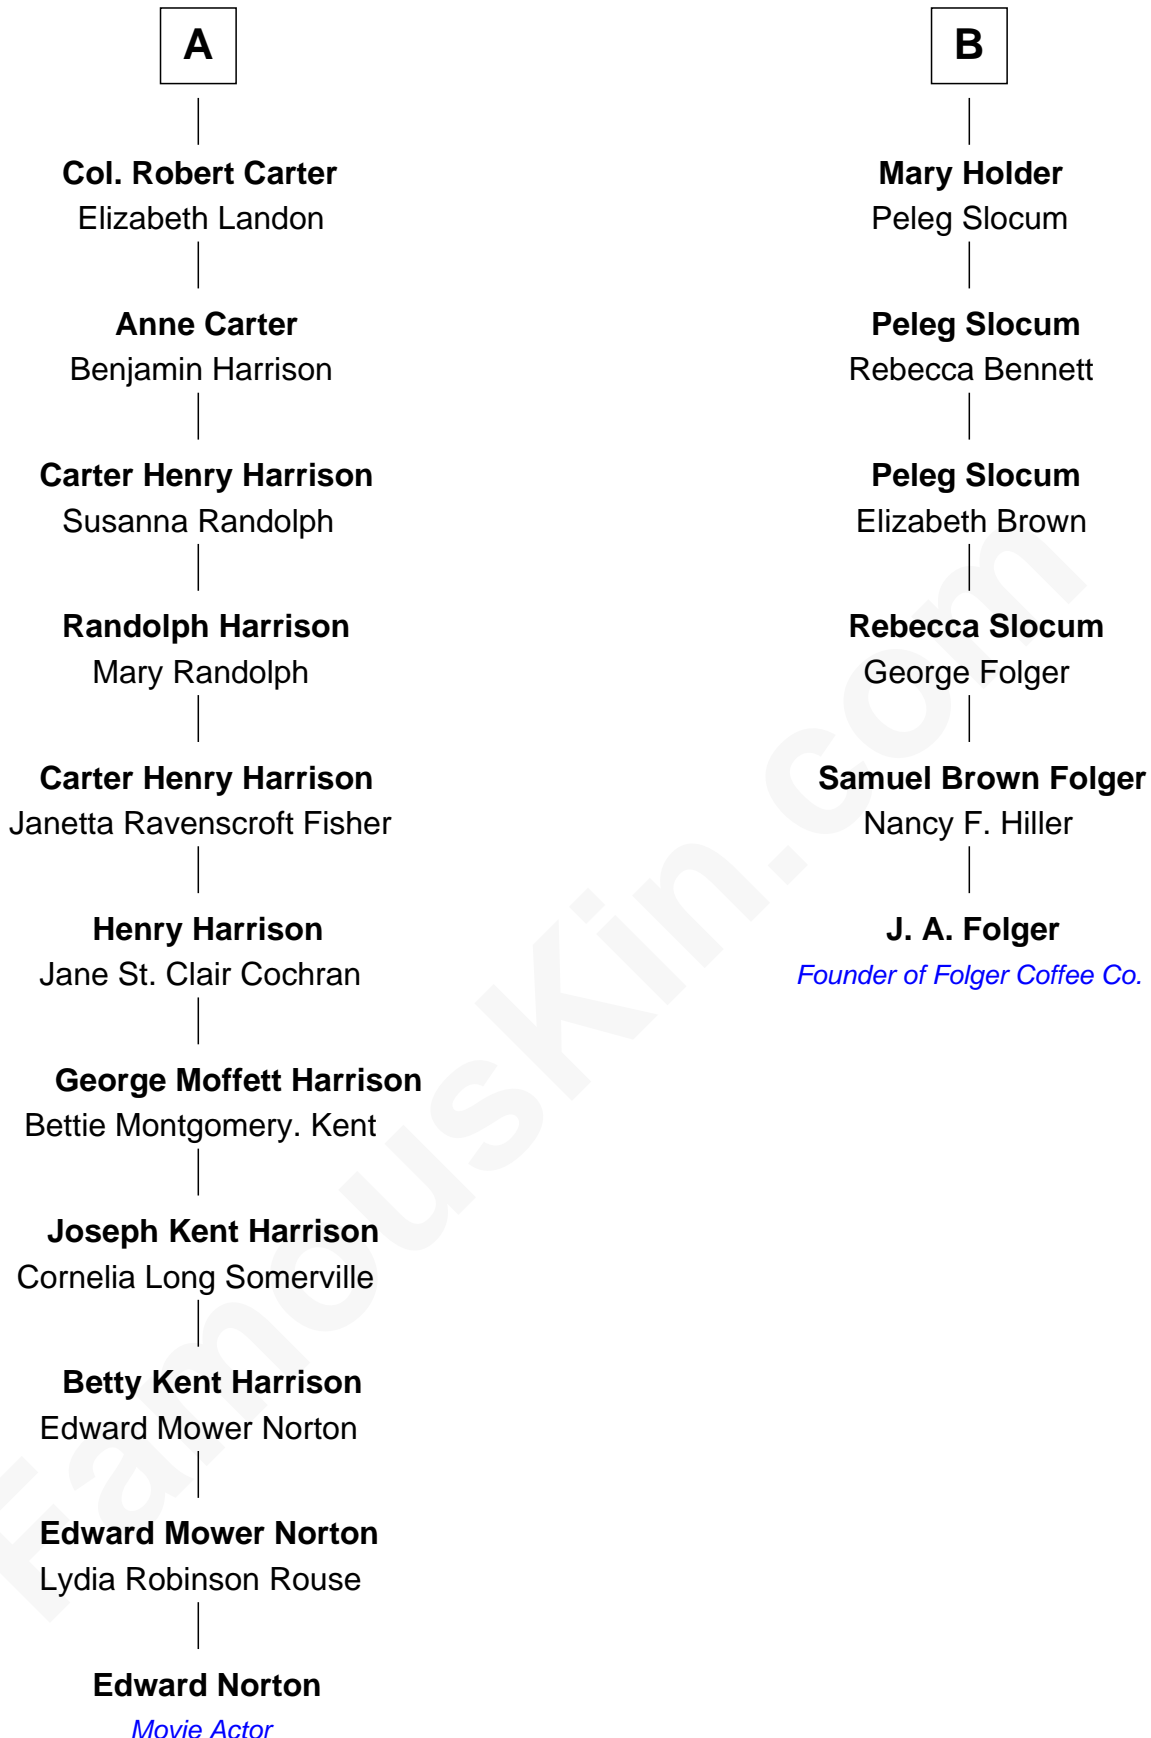 A
Col. Robert Carter
Elizabeth Landon
Anne Carter
Benjamin Harrison
Carter Henry Harrison
Susanna Randolph
Randolph Harrison
Mary Randolph
Carter Henry Harrison
Janetta Ravenscroft Fisher
Henry Harrison
Jane St. Clair Cochran
George Moffett Harrison
Bettie Montgomery. Kent
Joseph Kent Harrison
Cornelia Long Somerville
Betty Kent Harrison
Edward Mower Norton
Edward Mower Norton
Lydia Robinson Rouse
Edward Norton
Movie Actor
B
Mary Holder
Peleg Slocum
Peleg Slocum
Rebecca Bennett
Peleg Slocum
Elizabeth Brown
Rebecca Slocum
George Folger
Samuel Brown Folger
Nancy F. Hiller
J. A. Folger
Founder of Folger Coffee Co.
FamousKin.com